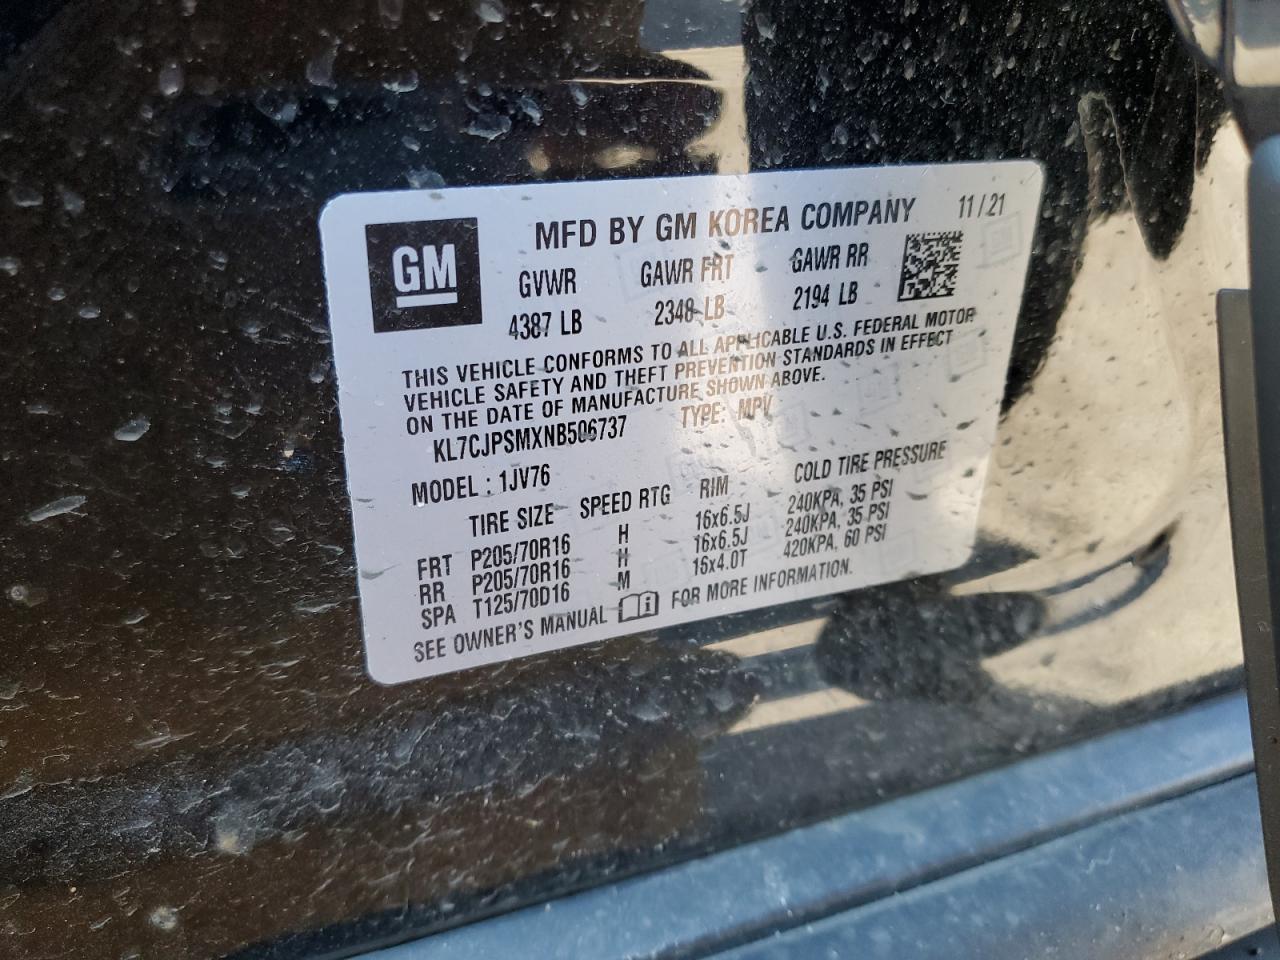 GM
MFD BY GM KOREA COMPANY 11/21
GVWR GAWR FRT GAWR RR
4387 LB 2348 LB 2194 LB
THIS VEHICLE CONFORMS TO ALL APPLICABLE U.S. FEDERAL MOTOR
VEHICLE SAFETY AND THEFT PREVENTION STANDARDS IN EFFECT
ON THE DATE OF MANUFACTURE SHOWN ABOVE.
KL7CJPSMXNB506737 TYPE: MPV
MODEL : 1JV76
TIRE SIZE SPEED RTG RIM COLD TIRE PRESSURE
FRT P205/70R16 H 16x6.5J 240KPA, 35 PSI
RR P205/70R16 H 16x6.5J 240KPA, 35 PSI
SPA T125/70D16 M 16x4.0T 420KPA, 60 PSI
SEE OWNER'S MANUAL FOR MORE INFORMATION.